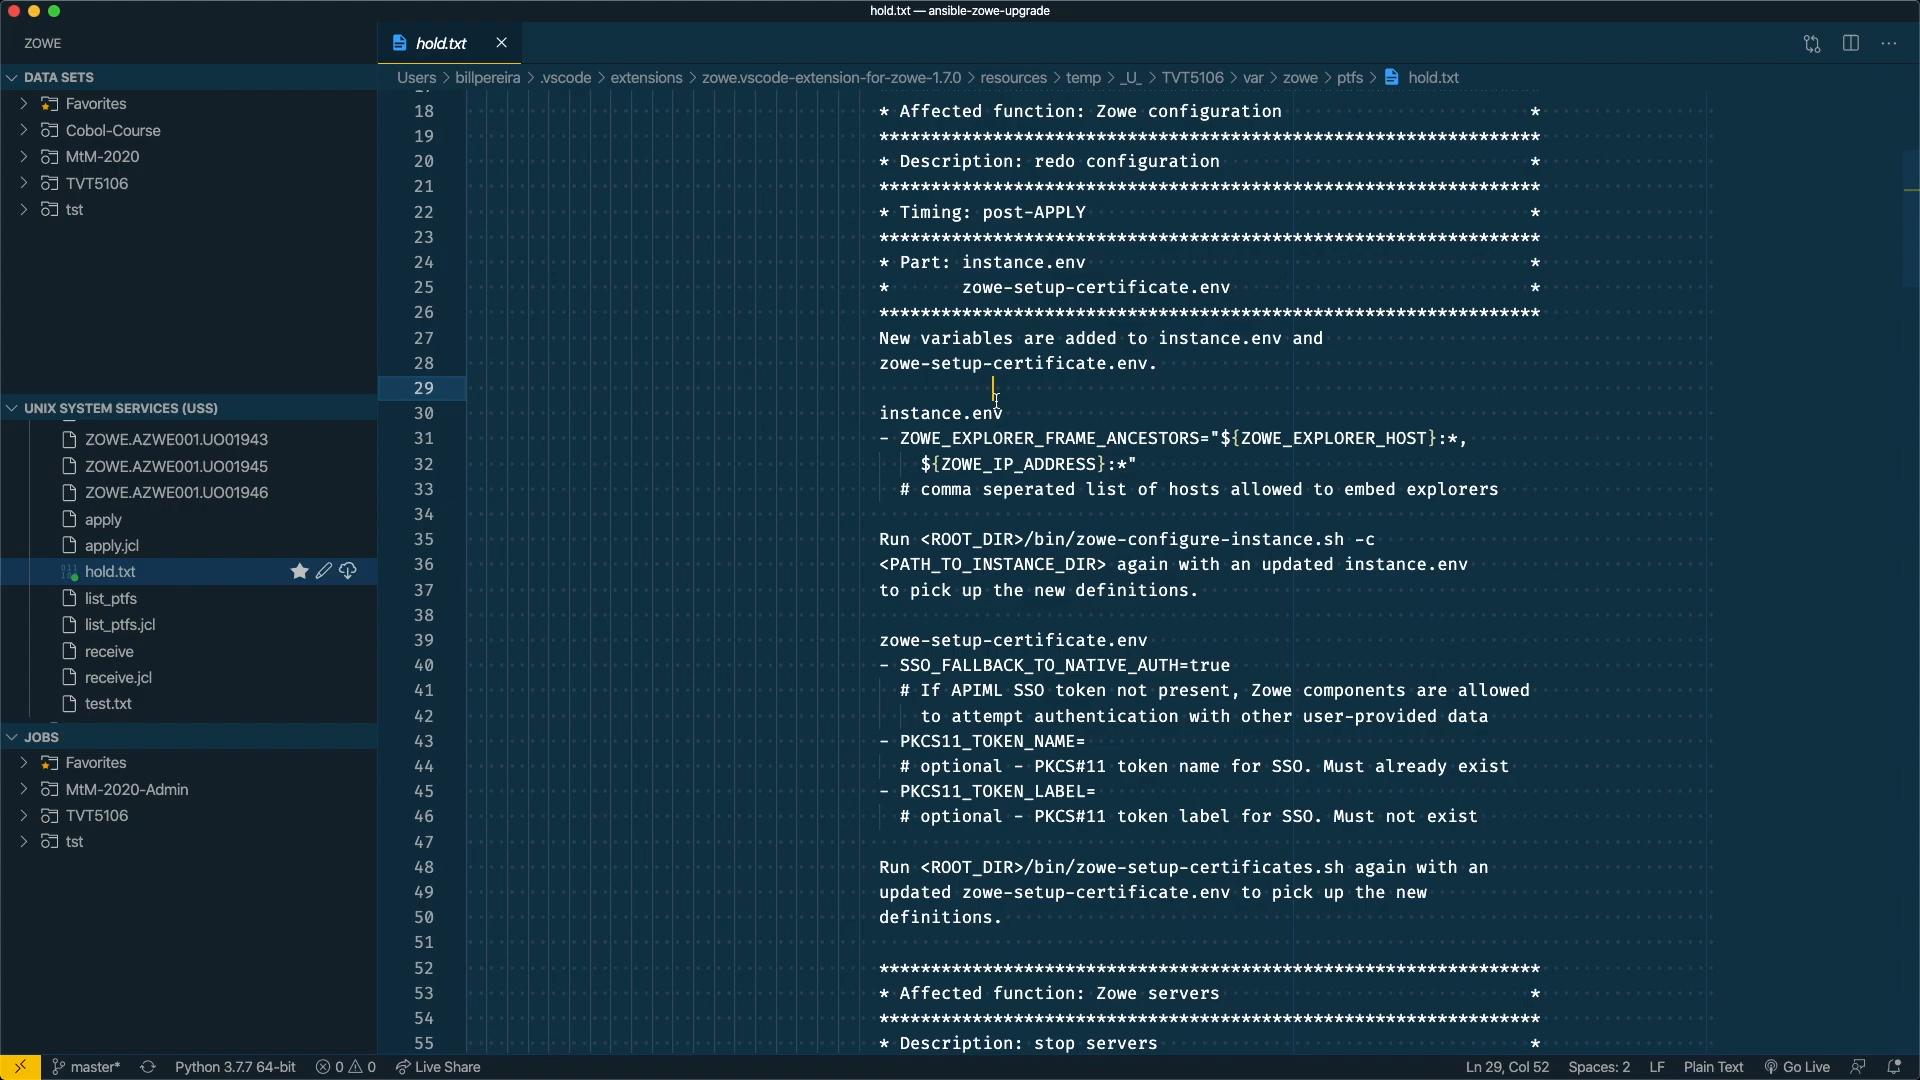 hold.txt — ansible-zowe-upgrade
ZOWE
hold.txt
Users > billpereira > .vscode > extensions > zowe.vscode-extension-for-zowe-1.7.0 > resources > temp > _U_ > TVT5106 > var > zowe > ptfs > hold.txt
DATA SETS
Favorites
Cobol-Course
MtM-2020
TVT5106
tst
UNIX SYSTEM SERVICES (USS)
ZOWE.AZWE001.UO01943
ZOWE.AZWE001.UO01945
ZOWE.AZWE001.UO01946
apply
apply.jcl
hold.txt
list_ptfs
list_ptfs.jcl
receive
receive.jcl
test.txt
JOBS
Favorites
MtM-2020-Admin
TVT5106
tst
18 * Affected function: Zowe configuration *
19 ****************************************************************
20 * Description: redo configuration *
21 ****************************************************************
22 * Timing: post-APPLY *
23 ****************************************************************
24 * Part: instance.env *
25 * zowe-setup-certificate.env *
26 ****************************************************************
27 New variables are added to instance.env and
28 zowe-setup-certificate.env.
29
30 instance.env
31 - ZOWE_EXPLORER_FRAME_ANCESTORS="${ZOWE_EXPLORER_HOST}:*,
32 ${ZOWE_IP_ADDRESS}:*"
33 # comma seperated list of hosts allowed to embed explorers
34
35 Run <ROOT_DIR>/bin/zowe-configure-instance.sh -c
36 <PATH_TO_INSTANCE_DIR> again with an updated instance.env
37 to pick up the new definitions.
38
39 zowe-setup-certificate.env
40 - SSO_FALLBACK_TO_NATIVE_AUTH=true
41 # If APIML SSO token not present, Zowe components are allowed
42 to attempt authentication with other user-provided data
43 - PKCS11_TOKEN_NAME=
44 # optional - PKCS#11 token name for SSO. Must already exist
45 - PKCS11_TOKEN_LABEL=
46 # optional - PKCS#11 token label for SSO. Must not exist
47
48 Run <ROOT_DIR>/bin/zowe-setup-certificates.sh again with an
49 updated zowe-setup-certificate.env to pick up the new
50 definitions.
51
52 ****************************************************************
53 * Affected function: Zowe servers *
54 ****************************************************************
55 * Description: stop servers *
master* Python 3.7.7 64-bit 0 0 Live Share Ln 29, Col 52 Spaces: 2 LF Plain Text Go Live